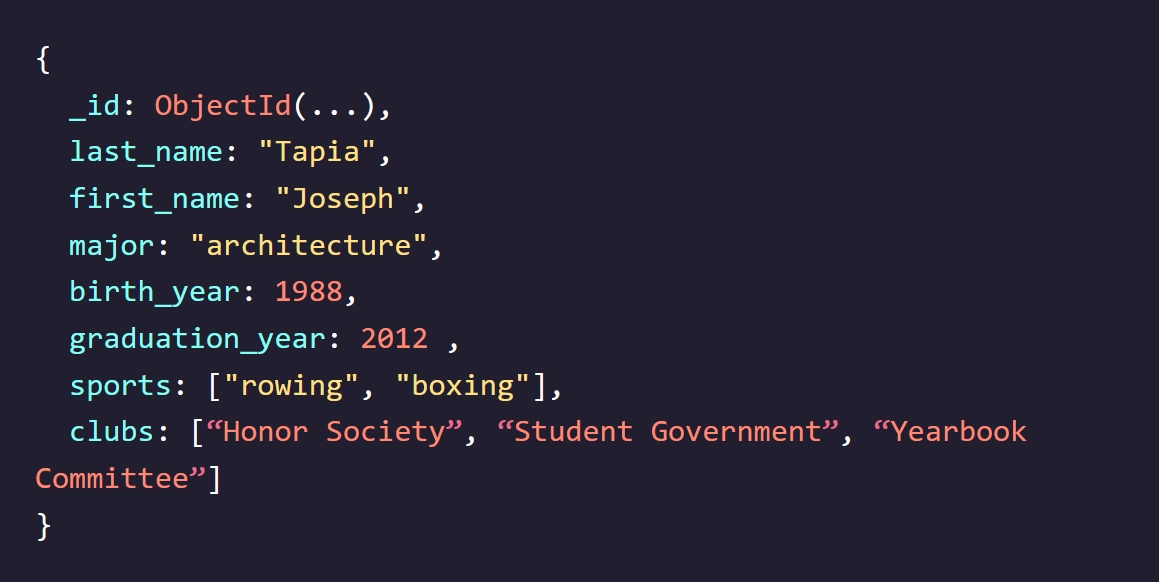 {
  _id: ObjectId(...),
  last_name: "Tapia",
  first_name: "Joseph",
  major: "architecture",
  birth_year: 1988,
  graduation_year: 2012 ,
  sports: ["rowing", "boxing"],
  clubs: [“Honor Society”, “Student Government”, “Yearbook
Committee”]
}